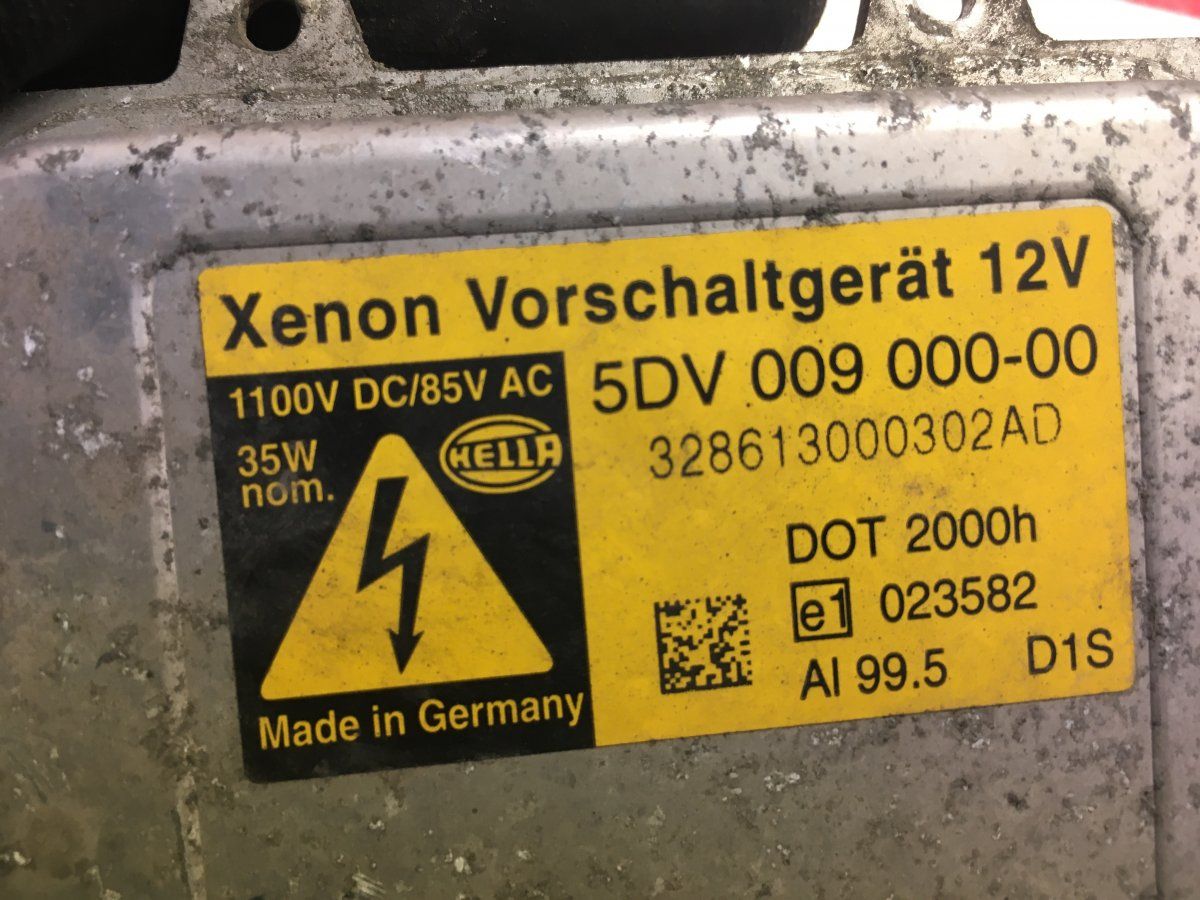 Xenon Vorschaltgerät 12V
1100V DC/85V AC
35W
nom.
HELLA
Made in Germany
5DV 009 000-00
328613000302AD
DOT 2000h
e1 023582
Al 99.5
D1S